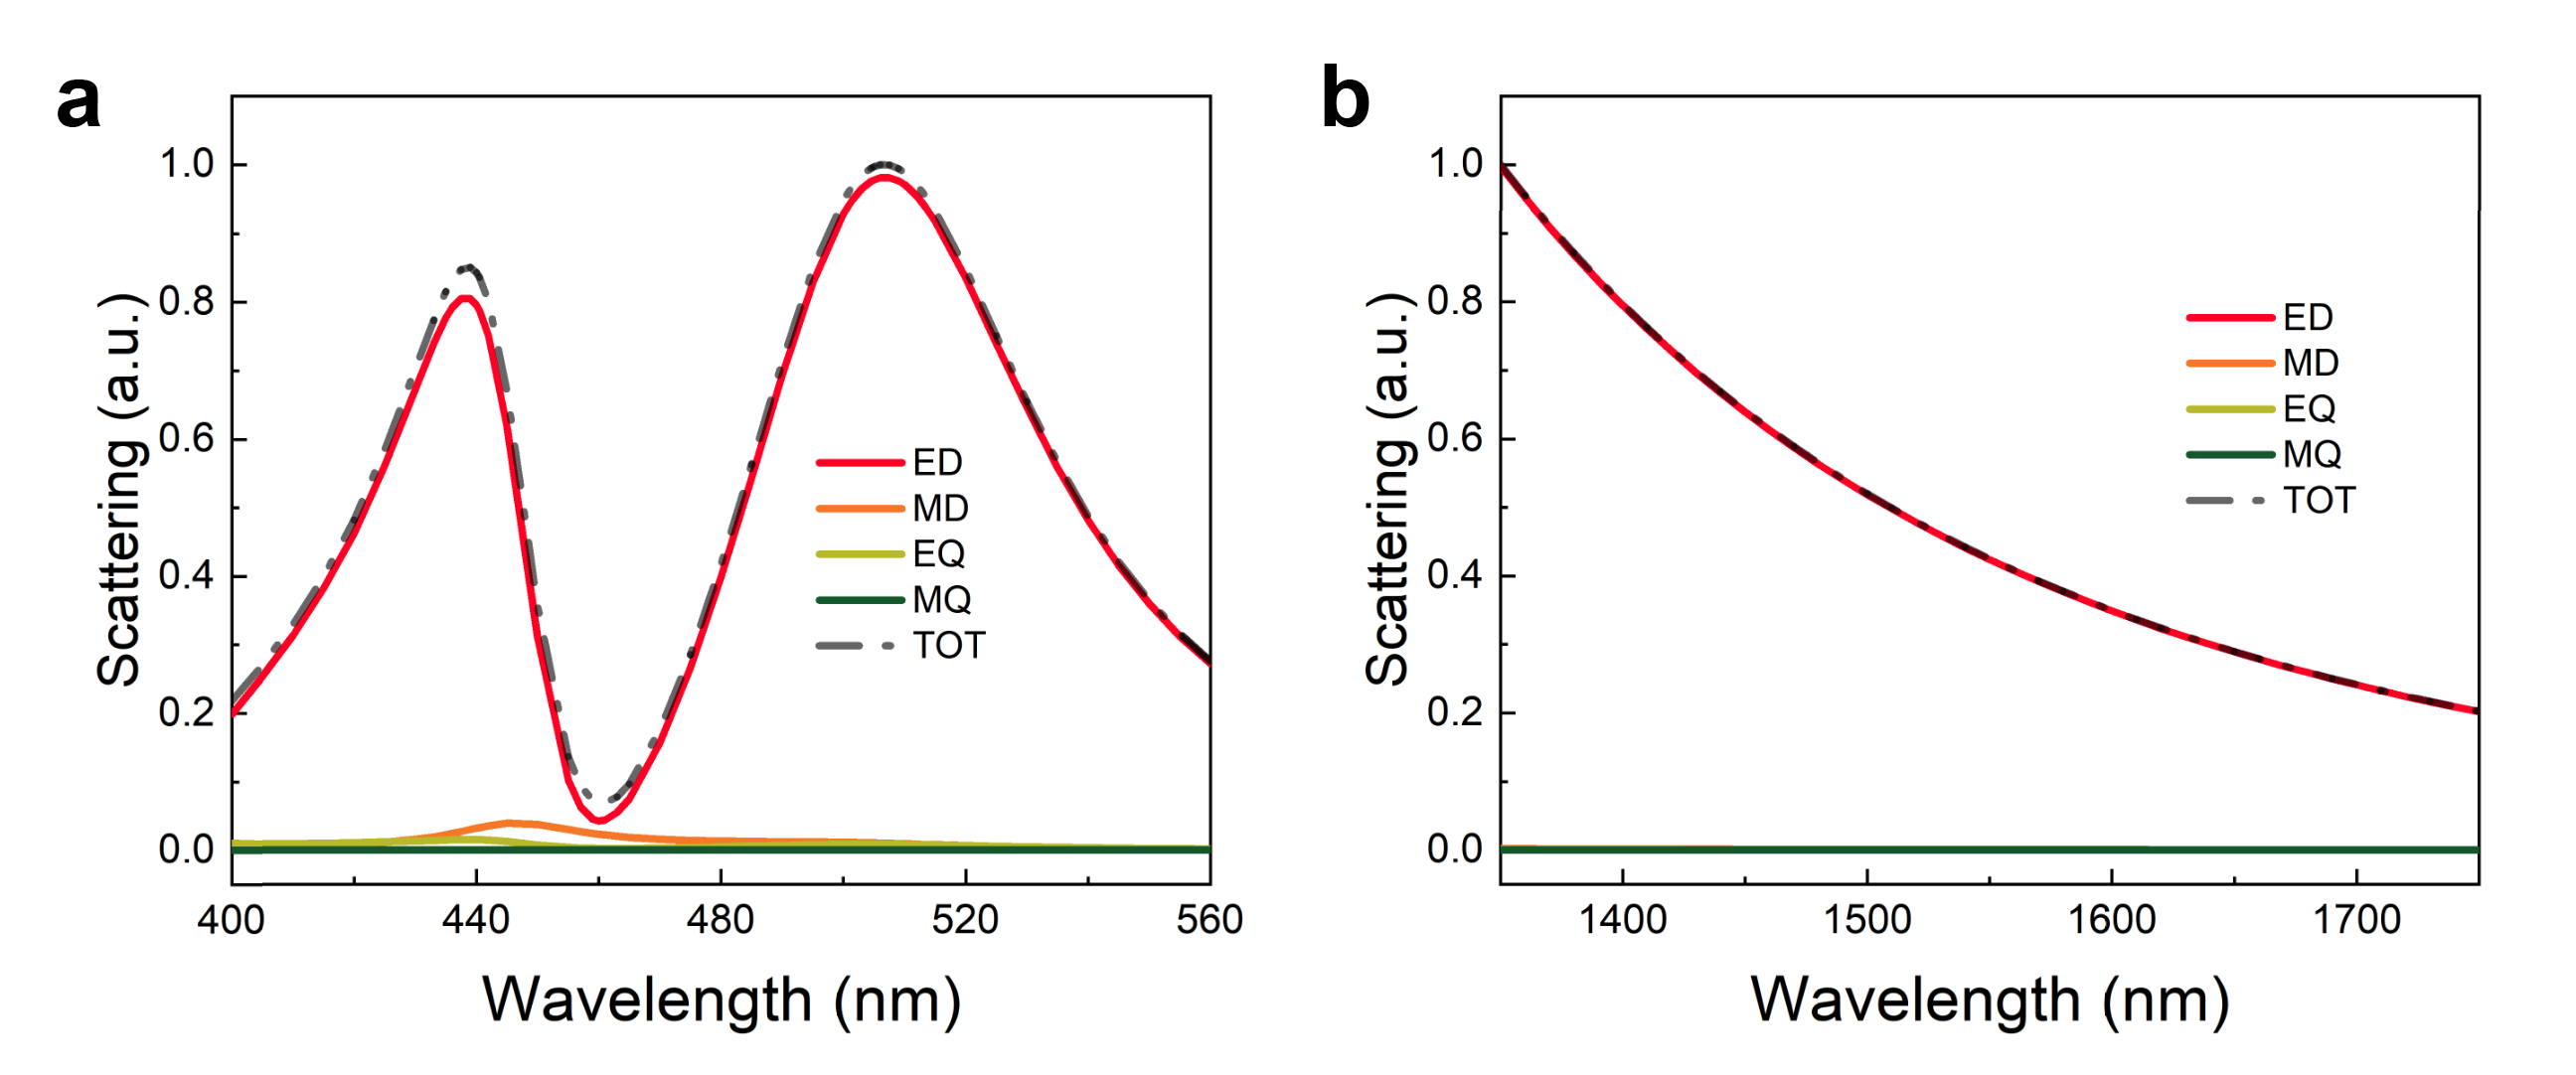 a
Scattering (a.u.)
1.0
0.8
0.6
0.4
0.2
0.0
ED
MD
EQ
MQ
TOT
400 440 480 520 560
Wavelength (nm)
b
Scattering (a.u.)
1.0
0.8
0.6
0.4
0.2
0.0
ED
MD
EQ
MQ
TOT
1400 1500 1600 1700
Wavelength (nm)